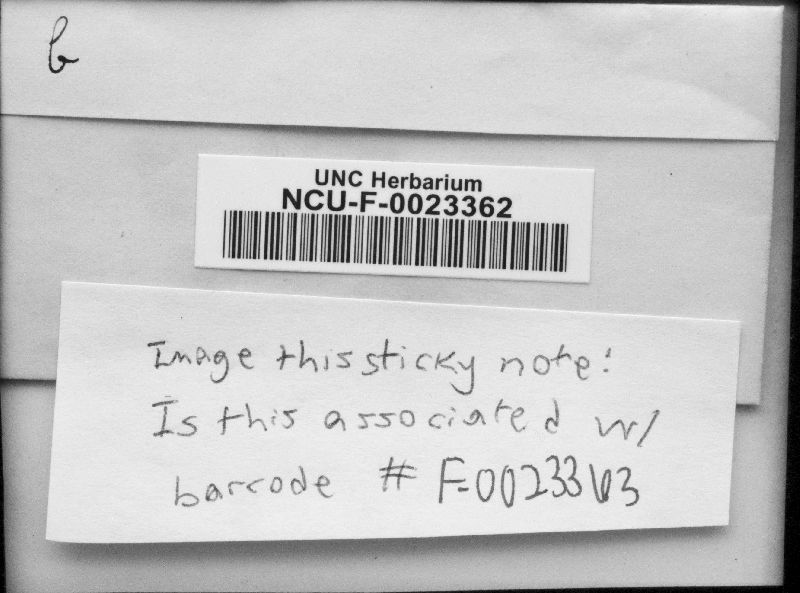 b
UNC Herbarium
NCU-F-0023362
Image this sticky note!
Is this associated w/
barcode # F-0023363